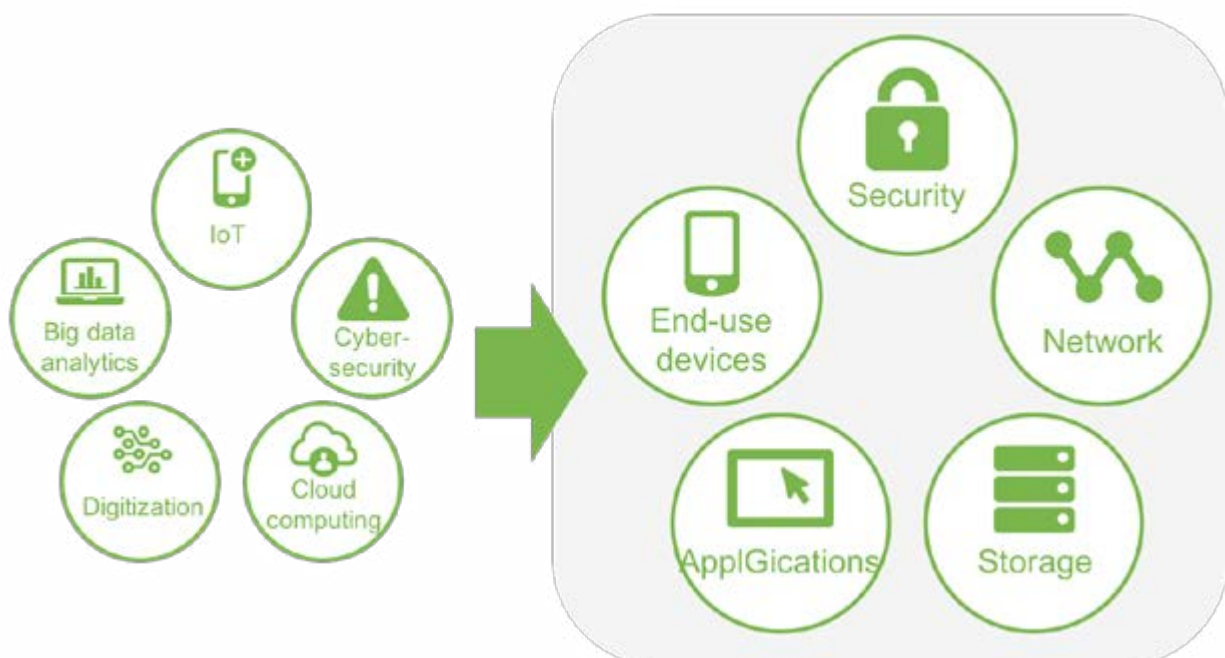 IoT
Big data
analytics
Cyber-
security
Digitization
Cloud
computing
Security
End-use
devices
Network
ApplGications
Storage